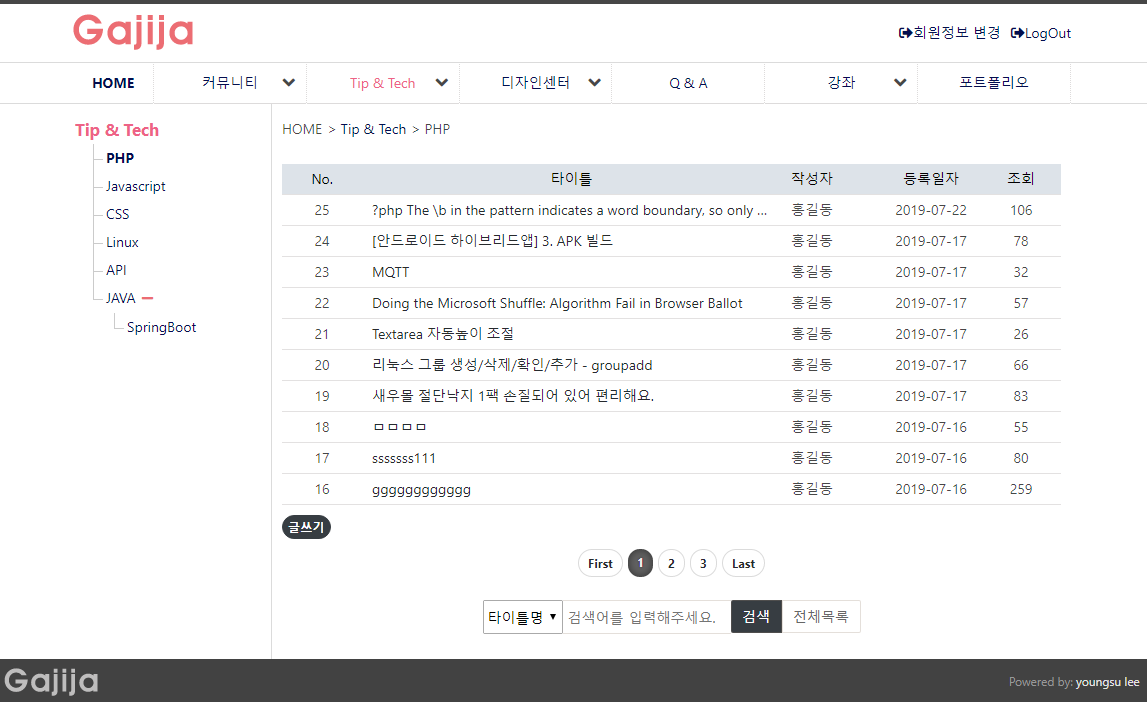 Gajija
회원정보 변경 LogOut
HOME 커뮤니티 Tip & Tech 디자인센터 Q & A 강좌 포트폴리오
Tip & Tech
PHP
Javascript
CSS
Linux
API
JAVA
SpringBoot
HOME > Tip & Tech > PHP
No. 타이틀 작성자 등록일자 조회
25 ?php The \b in the pattern indicates a word boundary, so only ... 홍길동 2019-07-22 106
24 [안드로이드 하이브리드앱] 3. APK 빌드 홍길동 2019-07-17 78
23 MQTT 홍길동 2019-07-17 32
22 Doing the Microsoft Shuffle: Algorithm Fail in Browser Ballot 홍길동 2019-07-17 57
21 Textarea 자동높이 조절 홍길동 2019-07-17 26
20 리눅스 그룹 생성/삭제/확인/추가 - groupadd 홍길동 2019-07-17 66
19 새우몰 절단낙지 1팩 손질되어 있어 편리해요. 홍길동 2019-07-17 83
18 ㅁㅁㅁㅁ 홍길동 2019-07-16 55
17 sssssss111 홍길동 2019-07-16 80
16 gggggggggggg 홍길동 2019-07-16 259
글쓰기
First 1 2 3 Last
타이틀명 검색어를 입력해주세요. 검색 전체목록
Gajija Powered by: youngsu lee